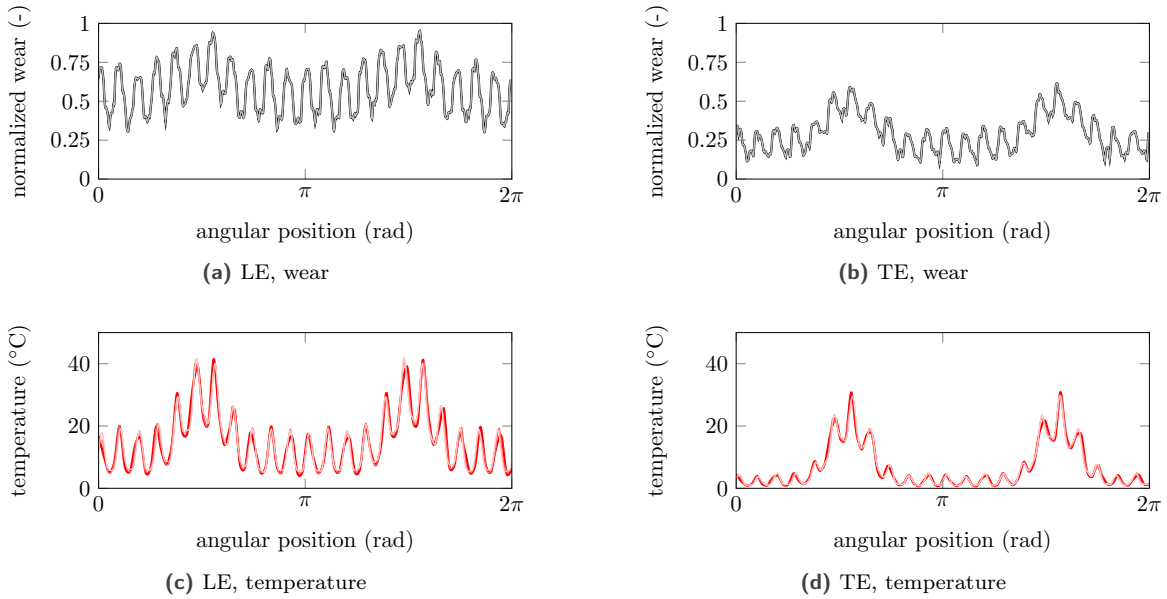 normalized wear (-)
1
0.75
0.5
0.25
0
0
π
2π
angular position (rad)
(a) LE, wear
normalized wear (-)
1
0.75
0.5
0.25
0
0
π
2π
angular position (rad)
(b) TE, wear
temperature (°C)
40
20
0
0
π
2π
angular position (rad)
(c) LE, temperature
temperature (°C)
40
20
0
0
π
2π
angular position (rad)
(d) TE, temperature